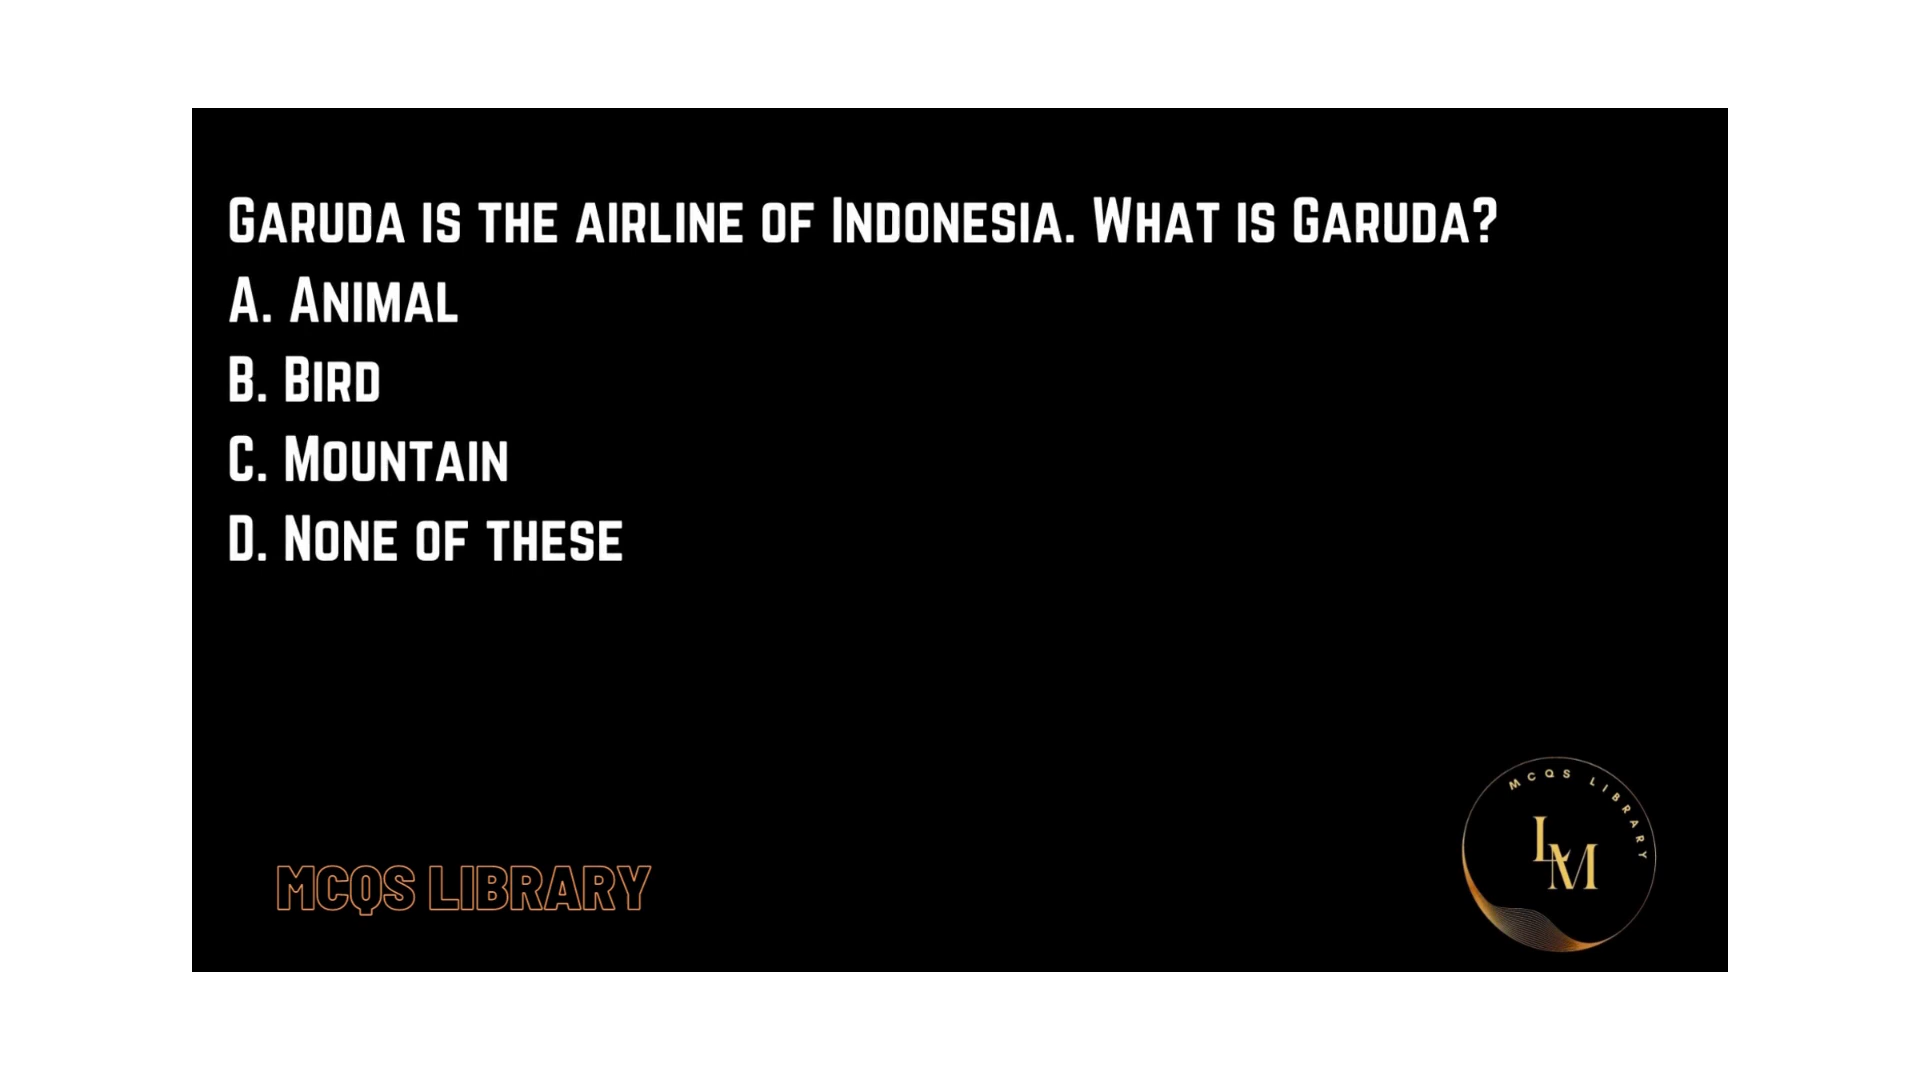 Garuda is the airline of Indonesia. What is Garuda?
A. Animal
B. Bird
C. Mountain
D. None of these
MCQS LIBRARY
MCQS LIBRARY
LM